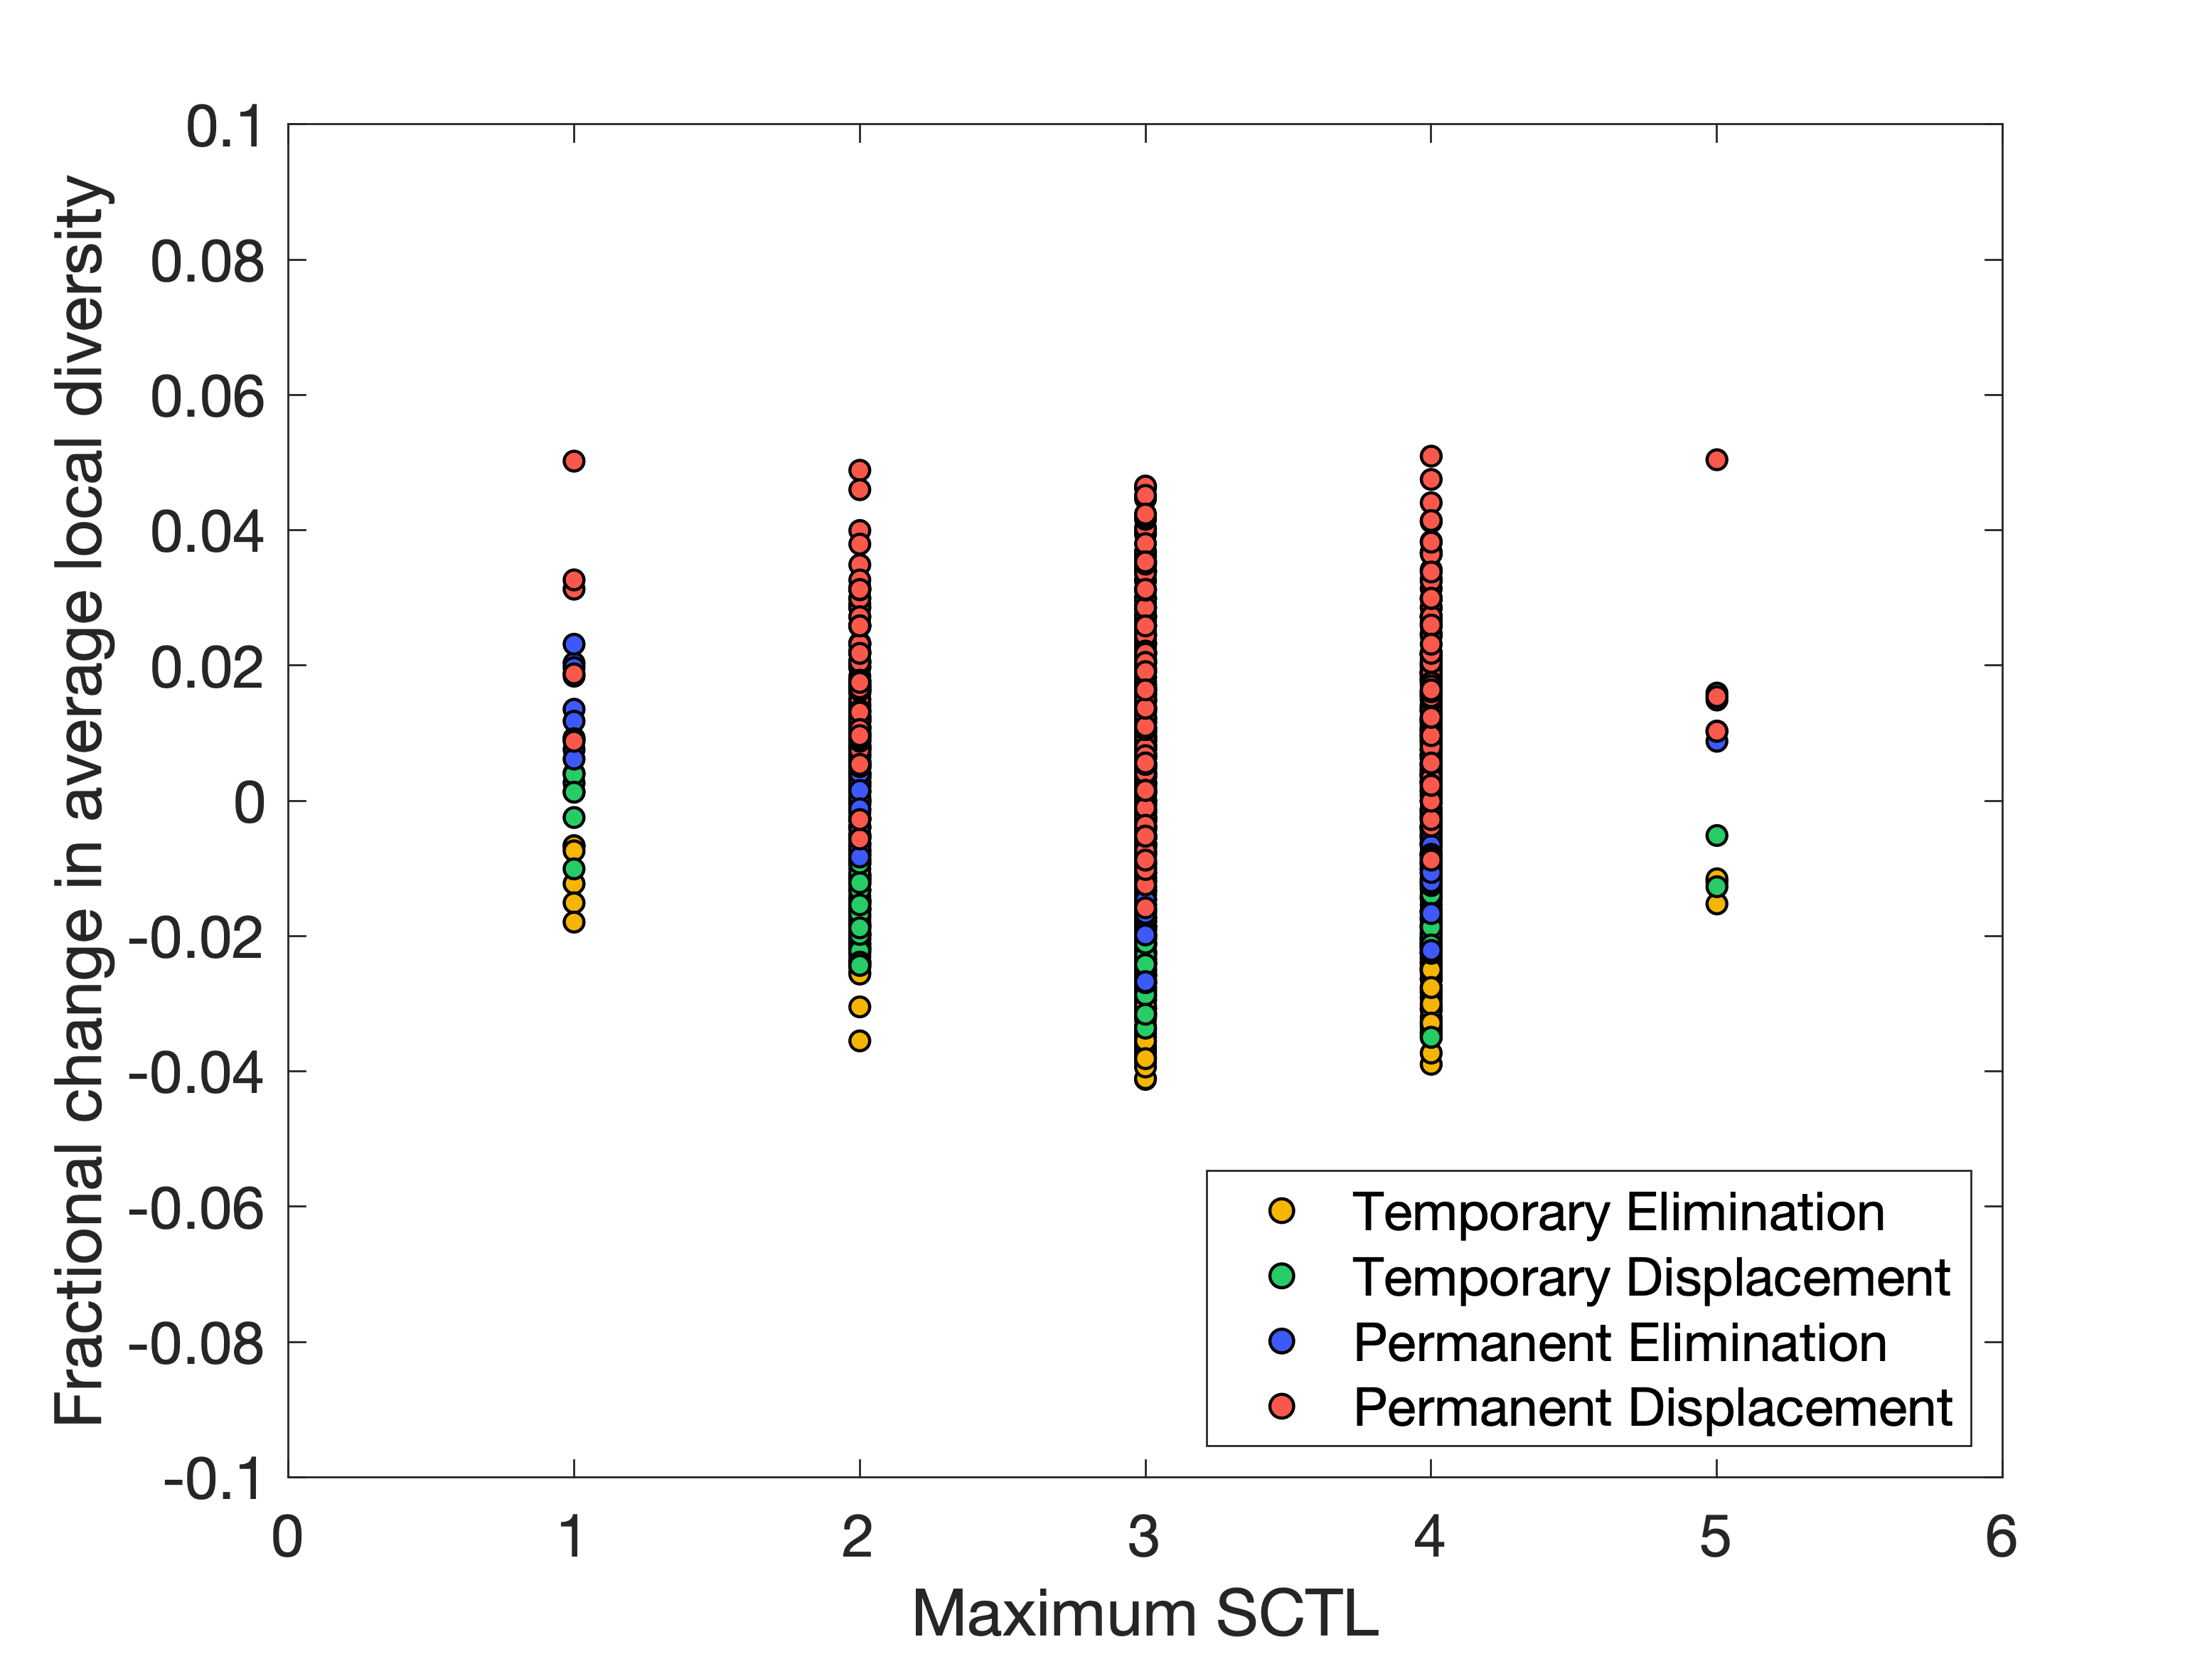 Fractional change in average local diversity
0.1
0.08
0.06
0.04
0.02
0
-0.02
-0.04
-0.06
-0.08
-0.1
Temporary Elimination
Temporary Displacement
Permanent Elimination
Permanent Displacement
0 1 2 3 4 5 6
Maximum SCTL